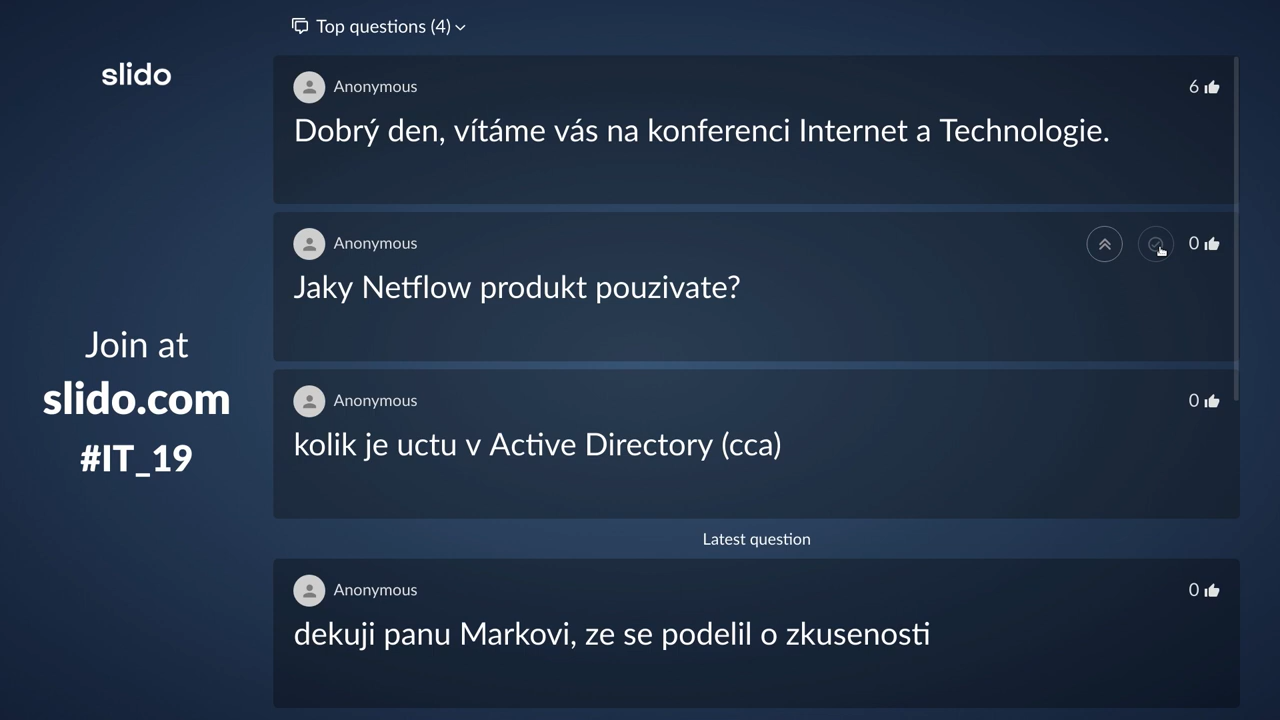 Top questions (4)
slido
Anonymous
6
Dobrý den, vítáme vás na konferenci Internet a Technologie.
Anonymous
0
Jaky Netflow produkt pouzivate?
Join at
slido.com
#IT_19
Anonymous
0
kolik je uctu v Active Directory (cca)
Latest question
Anonymous
0
dekuji panu Markovi, ze se podelil o zkusenosti